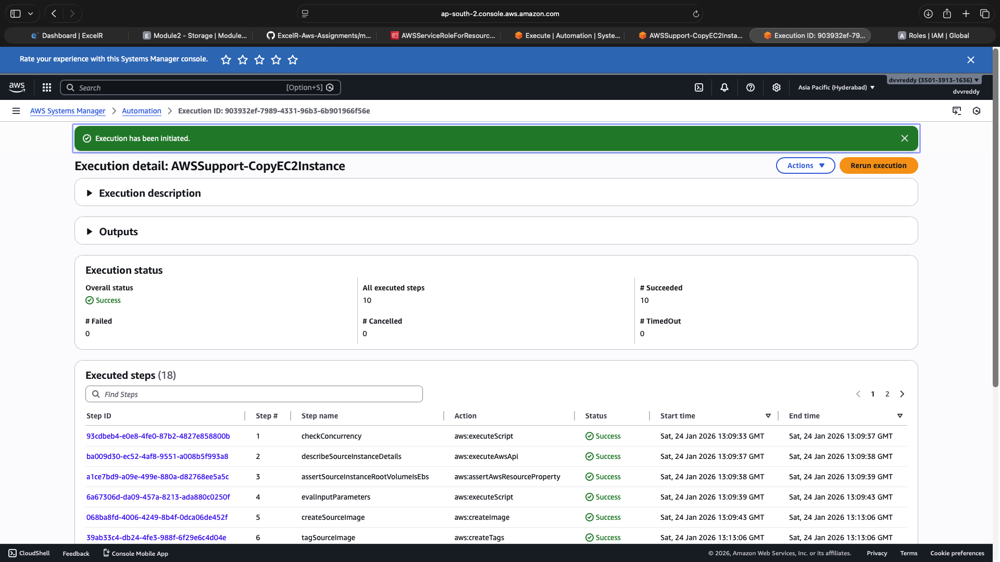 ap-south-2.console.aws.amazon.com
Dashboard | ExcelR
Module2 - Storage | Module...
ExcelR-Aws-Assignments/m...
AWSServiceRoleForResourc...
Execute | Automation | Syste...
AWSSupport-CopyEC2Insta...
Execution ID: 903932ef-79...
Roles | IAM | Global
Rate your experience with this Systems Manager console.
aws
Search
[Option+S]
Asia Pacific (Hyderabad)
dvvreddy (3501-3913-1636)
dvvreddy
AWS Systems Manager
Automation
Execution ID: 903932ef-7989-4331-96b3-6b901966f56e
Execution has been initiated.
Execution detail: AWSSupport-CopyEC2Instance
Actions
Rerun execution
Execution description
Outputs
Execution status
Overall status
Success
All executed steps
10
# Succeeded
10
# Failed
0
# Cancelled
0
# TimedOut
0
Executed steps (18)
Find Steps
1 2
Step ID Step # Step name Action Status Start time End time
93cdbeb4-e0e8-4fe0-87b2-4827e858800b 1 checkConcurrency aws:executeScript Success Sat, 24 Jan 2026 13:09:33 GMT Sat, 24 Jan 2026 13:09:37 GMT
ba009d30-ec52-4af8-9551-a008b5f993a8 2 describeSourceInstanceDetails aws:executeAwsApi Success Sat, 24 Jan 2026 13:09:37 GMT Sat, 24 Jan 2026 13:09:38 GMT
a1ce7bd9-a09e-499e-880a-d82768ee5a5c 3 assertSourceInstanceRootVolumeIsEbs aws:assertAwsResourceProperty Success Sat, 24 Jan 2026 13:09:38 GMT Sat, 24 Jan 2026 13:09:39 GMT
6a67306d-da09-457a-8213-ada880c0250f 4 evalInputParameters aws:executeScript Success Sat, 24 Jan 2026 13:09:39 GMT Sat, 24 Jan 2026 13:09:43 GMT
068ba8fd-4006-4249-8b4f-0dca06de452f 5 createSourceImage aws:createImage Success Sat, 24 Jan 2026 13:09:43 GMT Sat, 24 Jan 2026 13:13:06 GMT
39ab33c4-db24-4fe3-988f-6f29e6c4d04e 6 tagSourceImage aws:createTags Success Sat, 24 Jan 2026 13:13:06 GMT Sat, 24 Jan 2026 13:13:06 GMT
CloudShell
Feedback
Console Mobile App
© 2026, Amazon Web Services, Inc. or its affiliates.
Privacy
Terms
Cookie preferences